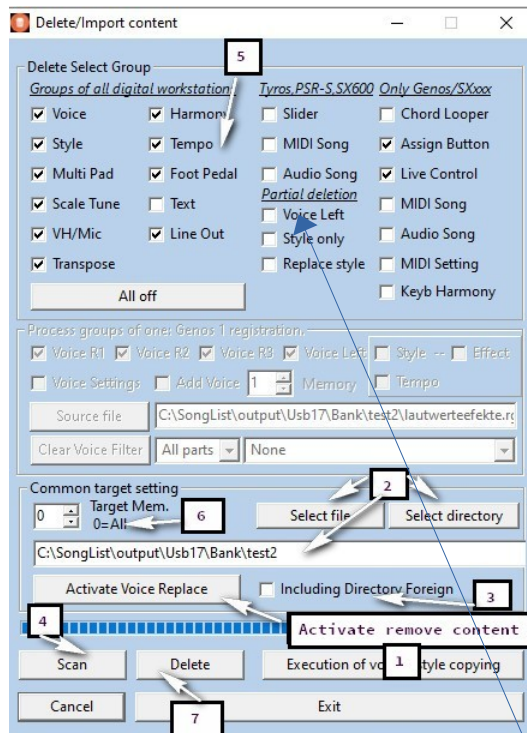 Delete/Import content
Delete Select Group
5
Groups of all digital workstation Tyros,PSR-S,SX600 Only Genos/SXxxx
Voice Harmony Slider Chord Looper
Style Tempo MIDI Song Assign Button
Multi Pad Foot Pedal Audio Song Live Control
Partial deletion
Scale Tune Text Voice Left MIDI Song
VH/Mic Line Out Style only Audio Song
Transpose Replace style MIDI Setting
All off Keyb Harmony
Process groups of one: Genos 1 registration.
Voice R1 Voice R2 Voice R3 Voice Left Style -- Effect
Voice Settings Add Voice 1 Memory Tempo
Source file C:\SongList\output\Usb17\Bank\test2\lautwerteefekte.rg
Clear Voice Filter All parts None
Common target setting
2
0 Target Mem.
0=All 6 Select file Select directory
C:\SongList\output\Usb17\Bank\test2
Activate Voice Replace Including Directory Foreign 3
4 Activate remove content
1
Scan Delete Execution of vo tyle copying
Cancel 7 Exit